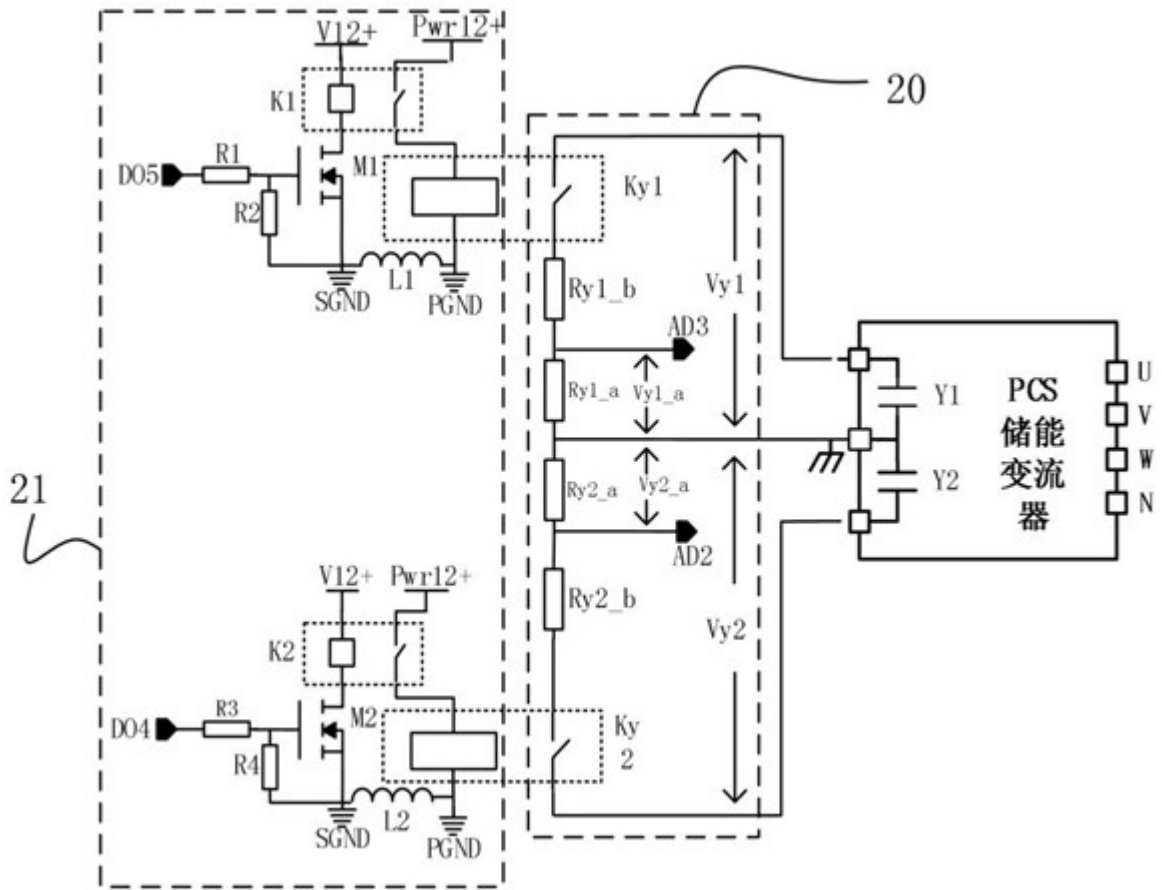 V12+
Pwr12+
20
K1
DO5
R1
M1
R2
Ky1
L1
SGND
PGND
Ry1_b
Vy1
AD3
Ry1_a
Vy1_a
Y1
PCS
储能
变流
器
U
V
W
N
Ry2_a
Vy2_a
Y2
21
AD2
V12+
Pwr12+
Ry2_b
Vy2
K2
DO4
R3
M2
R4
Ky
2
L2
SGND
PGND